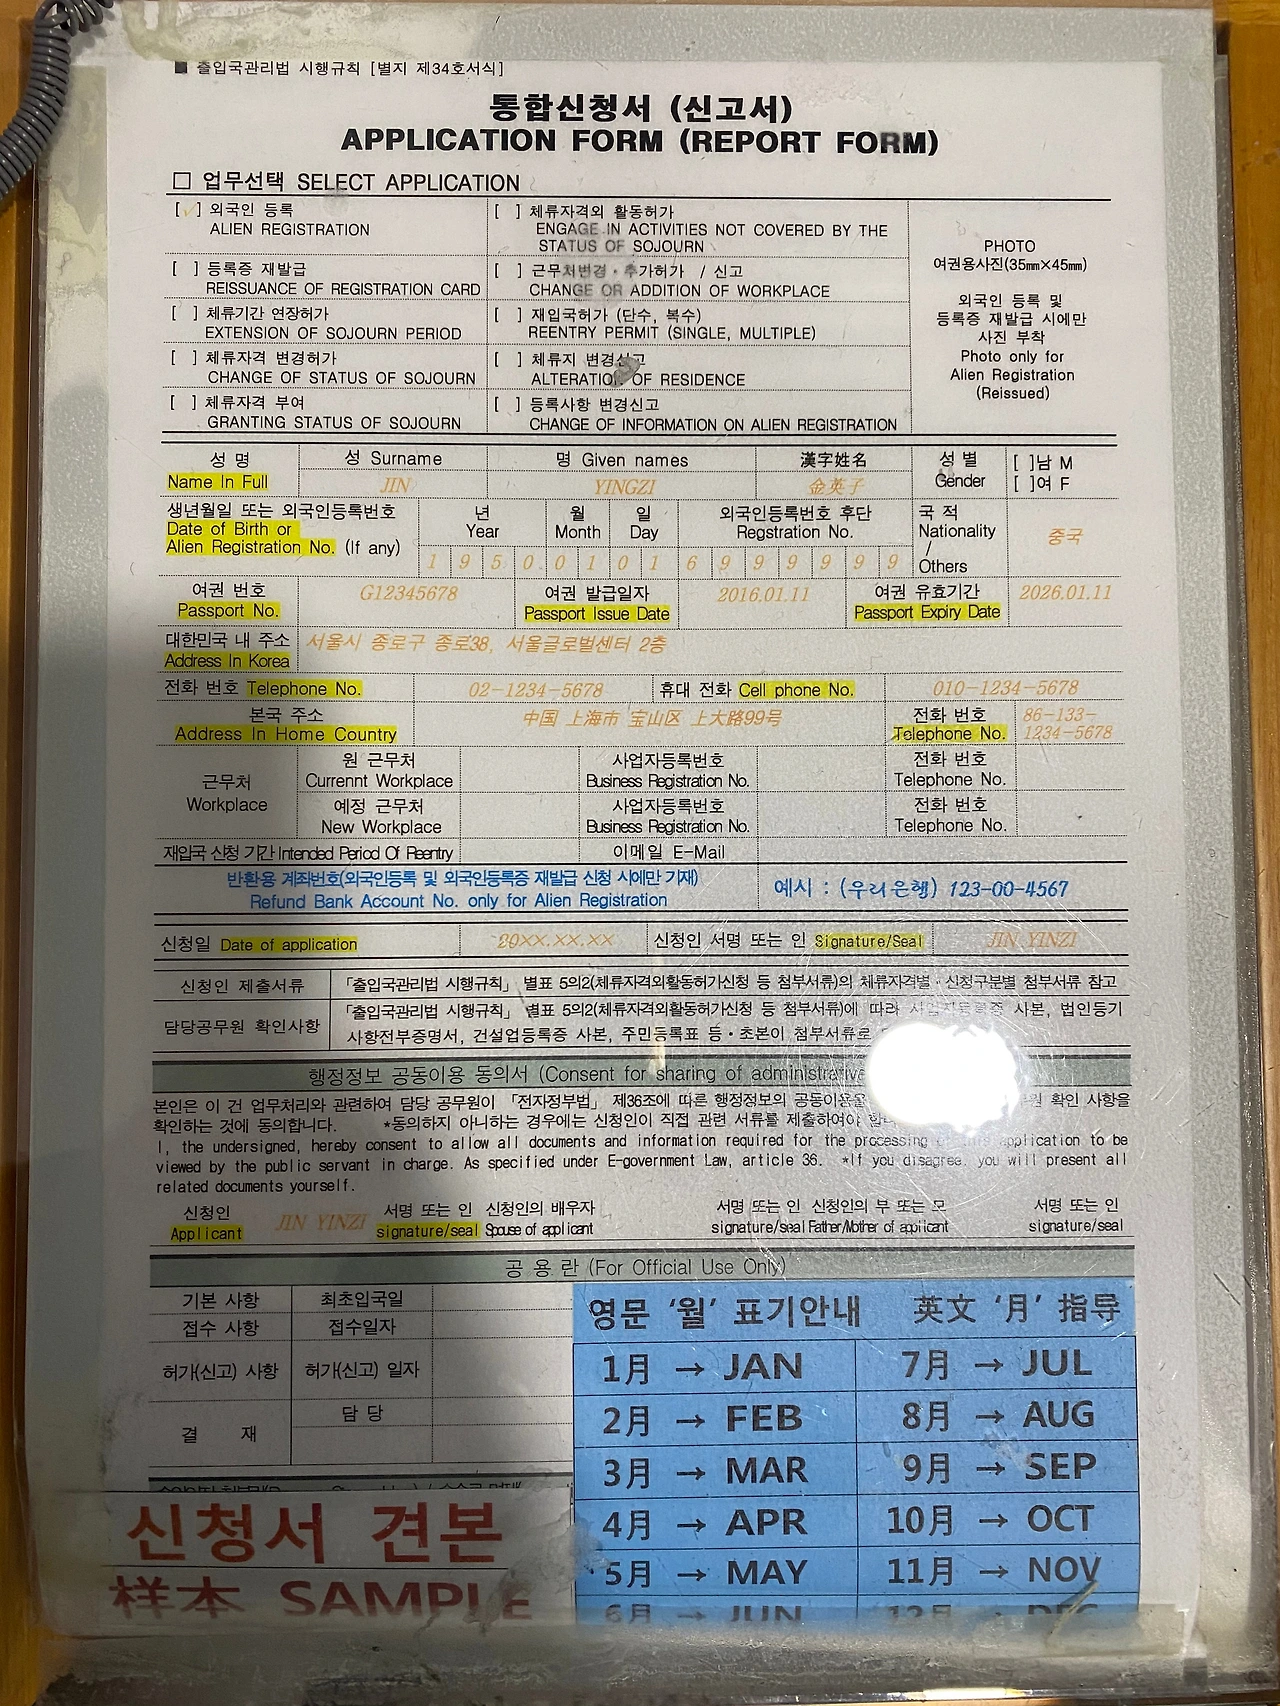 ■ 출입국관리법 시행규칙 [별지 제34호서식]
통합신청서 (신고서)
APPLICATION FORM (REPORT FORM)
□ 업무선택 SELECT APPLICATION
[✓] 외국인 등록
ALIEN REGISTRATION
[ ] 체류자격외 활동허가
ENGAGE IN ACTIVITIES NOT COVERED BY THE
STATUS OF SOJOURN
[ ] 등록증 재발급
REISSUANCE OF REGISTRATION CARD
[ ] 근무처변경・추가허가 / 신고
CHANGE OR ADDITION OF WORKPLACE
[ ] 체류기간 연장허가
EXTENSION OF SOJOURN PERIOD
[ ] 재입국허가 (단수, 복수)
REENTRY PERMIT (SINGLE, MULTIPLE)
[ ] 체류자격 변경허가
CHANGE OF STATUS OF SOJOURN
[ ] 체류지 변경신고
ALTERATION OF RESIDENCE
[ ] 체류자격 부여
GRANTING STATUS OF SOJOURN
[ ] 등록사항 변경신고
CHANGE OF INFORMATION ON ALIEN REGISTRATION
PHOTO
여권용사진(35㎜×45㎜)
외국인 등록 및
등록증 재발급 시에만
사진 부착
Photo only for
Alien Registration
(Reissued)
성 명
Name In Full
성 Surname
JIN
명 Given names
YINGZI
漢字姓名
金英子
성 별
Gender
[ ]남 M
[ ]여 F
생년월일 또는 외국인등록번호
Date of Birth or
Alien Registration No. (If any)
년
Year
월
Month
일
Day
외국인등록번호 후단
Regstration No.
1 9 5 0 0 1 0 1 6 9 9 9 9 9 9
국 적
Nationality
/
Others
중국
여권 번호
Passport No.
G12345678
여권 발급일자
Passport Issue Date
2016.01.11
여권 유효기간
Passport Expiry Date
2026.01.11
대한민국 내 주소
Address In Korea
서울시 종로구 종로38, 서울글로벌센터 2층
전화 번호 Telephone No.
02-1234-5678
휴대 전화 Cell phone No.
010-1234-5678
본국 주소
Address In Home Country
中国 上海市 宝山区 上大路99号
전화 번호
Telephone No.
86-133-
1234-5678
근무처
Workplace
원 근무처
Currennt Workplace
사업자등록번호
Business Registration No.
전화 번호
Telephone No.
예정 근무처
New Workplace
사업자등록번호
Business Registration No.
전화 번호
Telephone No.
재입국 신청 기간 Intended Period Of Reentry
이메일 E-Mail
반환용 계좌번호(외국인등록 및 외국인등록증 재발급 신청 시에만 기재)
Refund Bank Account No. only for Alien Registration
예시 : (우리은행) 123-00-4567
신청일 Date of application
20××.××.××
신청인 서명 또는 인 Signature/Seal
JIN YINZI
신청인 제출서류
「출입국관리법 시행규칙」 별표 5의2(체류자격외활동허가신청 등 첨부서류)의 체류자격별・신청구분별 첨부서류 참고
담당공무원 확인사항
「출입국관리법 시행규칙」 별표 5의2(체류자격외활동허가신청 등 첨부서류)에 따라 사업자등록증 사본, 법인등기
사항전부증명서, 건설업등록증 사본, 주민등록표 등・초본이 첨부서류로
행정정보 공동이용 동의서 (Consent for sharing of administrative
본인은 이 건 업무처리와 관련하여 담당 공무원이 「전자정부법」 제36조에 따른 행정정보의 공동이용을 확인 사항을
확인하는 것에 동의합니다. *동의하지 아니하는 경우에는 신청인이 직접 관련 서류를 제출하여야
I, the undersigned, hereby consent to allow all documents and information required for the processing of this application to be
viewed by the public servant in charge. As specified under E-government Law, article 36. *If you disagree, you will present all
related documents yourself.
신청인
Applicant
JIN YINZI
서명 또는 인
signature/seal
신청인의 배우자
Spouse of applicant
서명 또는 인
signature/seal
신청인의 부 또는 모
Father/Mother of applicant
서명 또는 인
signature/seal
공 용 란 (For Official Use Only)
기본 사항
최초입국일
접수 사항
접수일자
허가(신고) 사항
허가(신고) 일자
결 재
담 당
영문 ‘월’ 표기안내 英文 ‘月’ 指导
1月 → JAN 7月 → JUL
2月 → FEB 8月 → AUG
3月 → MAR 9月 → SEP
4月 → APR 10月 → OCT
5月 → MAY 11月 → NOV
6月 → JUN 12月 → DEC
신청서 견본
样本 SAMPLE